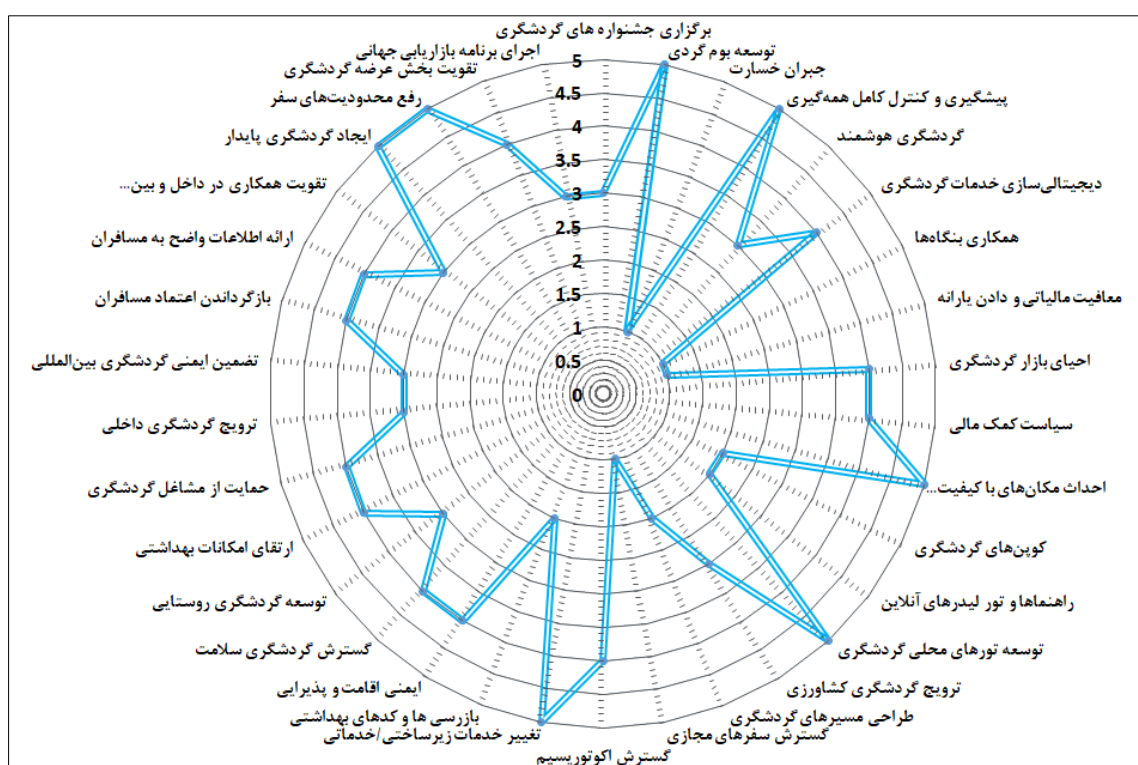 برگزاری جشنواره های گردشگری
توسعه بوم گردی
جبران خسارت
پیشگیری و کنترل کامل همه‌گیری
گردشگری هوشمند
دیجیتالی‌سازی خدمات گردشگری
همکاری بنگاه‌ها
معافیت مالیاتی و دادن یارانه
احیای بازار گردشگری
سیاست کمک مالی
احداث مکان‌های با کیفیت...
کوپن‌های گردشگری
راهنماها و تور لیدرهای آنلاین
توسعه تورهای محلی گردشگری
ترویج گردشگری کشاورزی
طراحی مسیرهای گردشگری
گسترش سفرهای مجازی
گسترش اکوتوریسیم
تغییر خدمات زیرساختی/خدماتی
بازرسی ها و کدهای بهداشتی
ایمنی اقامت و پذیرایی
گسترش گردشگری سلامت
توسعه گردشگری روستایی
ارتقای امکانات بهداشتی
حمایت از مشاغل گردشگری
ترویج گردشگری داخلی
تضمین ایمنی گردشگری بین‌المللی
بازگرداندن اعتماد مسافران
ارائه اطلاعات واضح به مسافران
تقویت همکاری در داخل و بین...
ایجاد گردشگری پایدار
رفع محدودیت‌های سفر
تقویت بخش عرضه گردشگری
اجرای برنامه بازاریابی جهانی
5
4.5
4
3.5
3
2.5
2
1.5
1
0.5
0